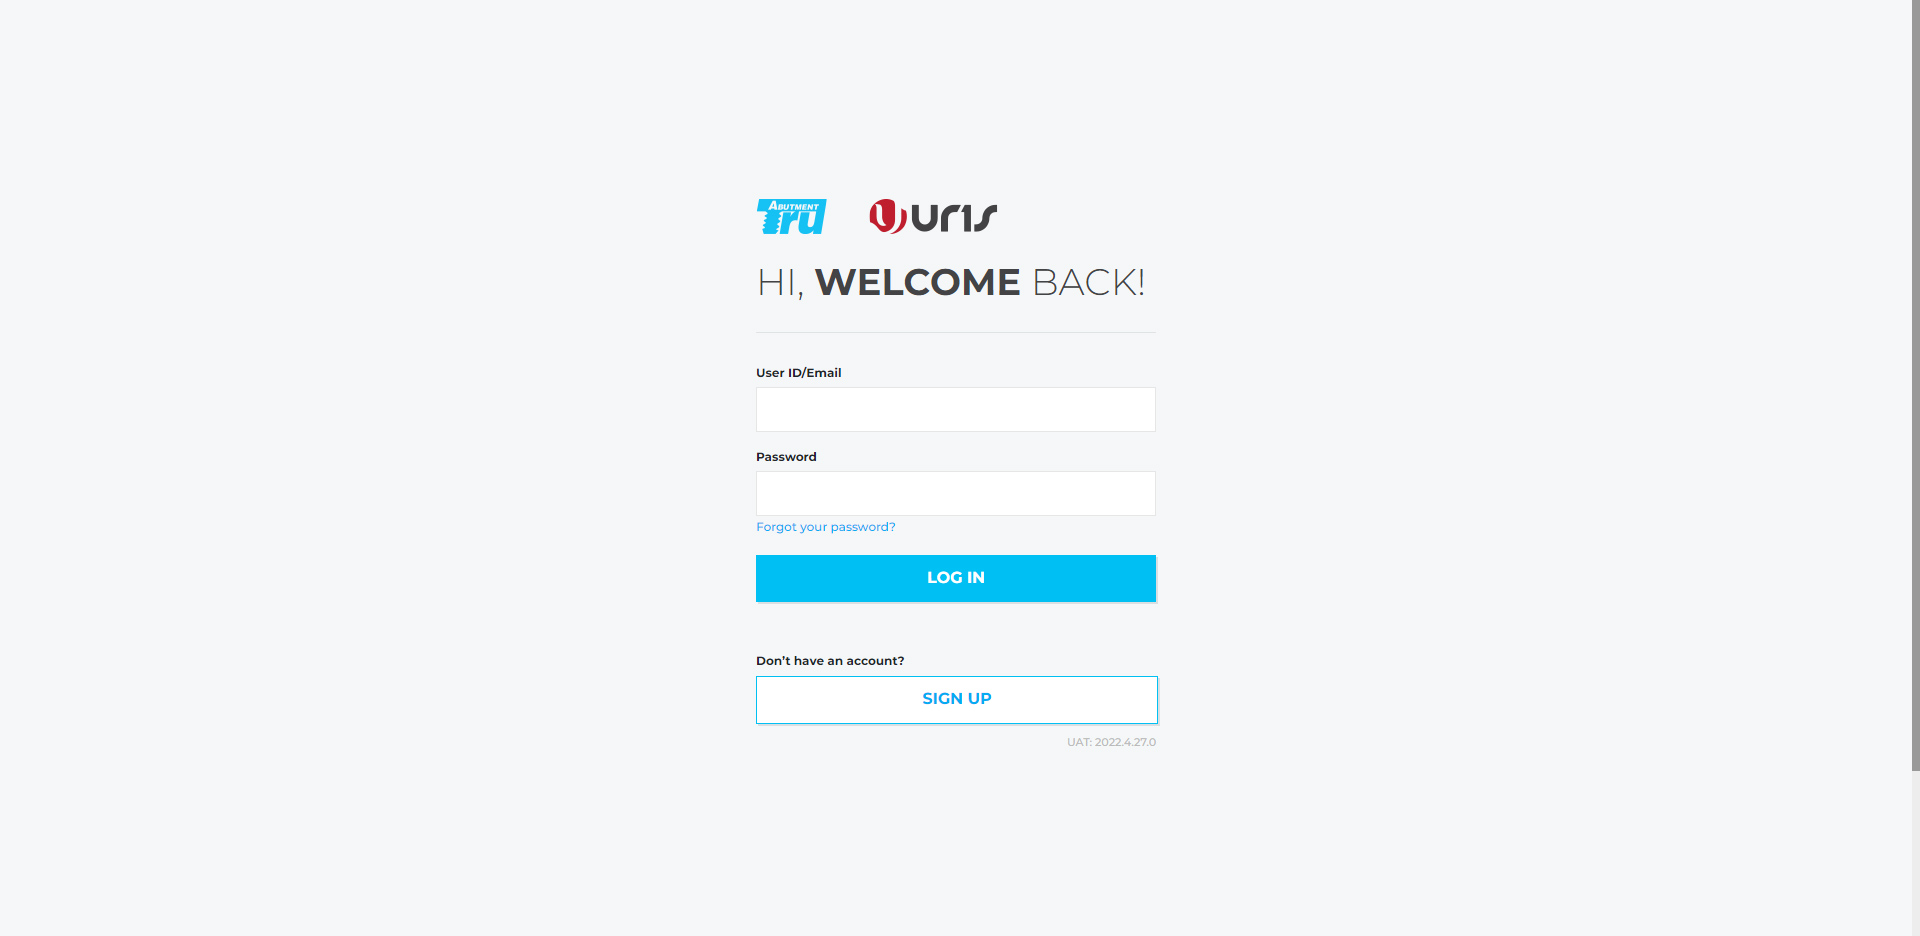 ABUTMENT
Tru
uris
HI, WELCOME BACK!
User ID/Email
Password
Forgot your password?
LOG IN
Don't have an account?
SIGN UP
UAT: 2022.4.27.0